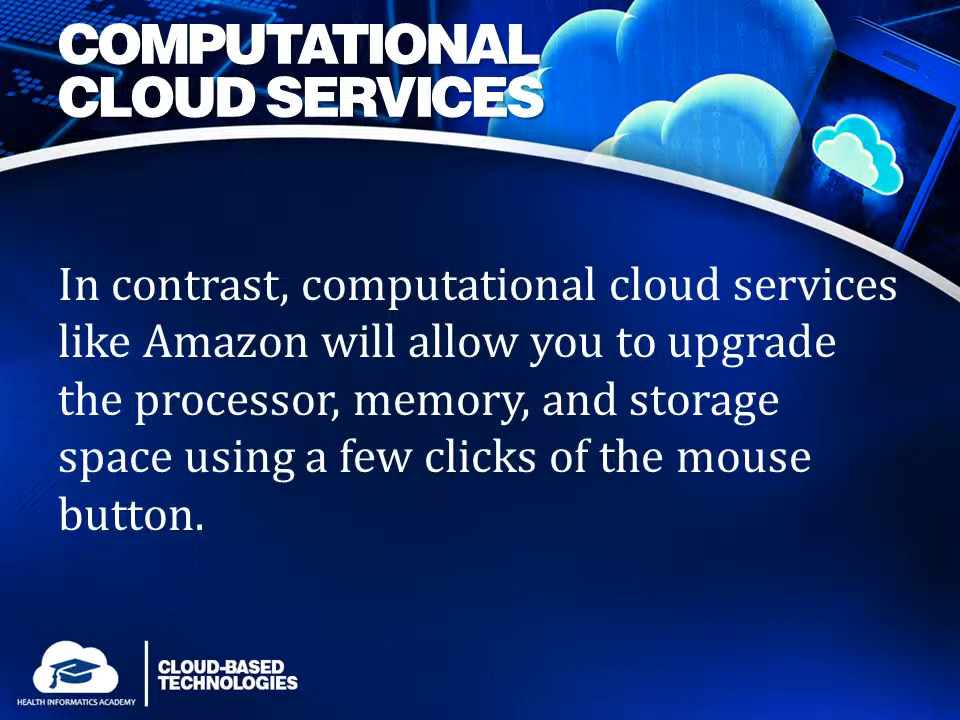 COMPUTATIONAL
CLOUD SERVICES
In contrast, computational cloud services
like Amazon will allow you to upgrade
the processor, memory, and storage
space using a few clicks of the mouse
button.
HEALTH INFORMATICS ACADEMY
CLOUD-BASED
TECHNOLOGIES